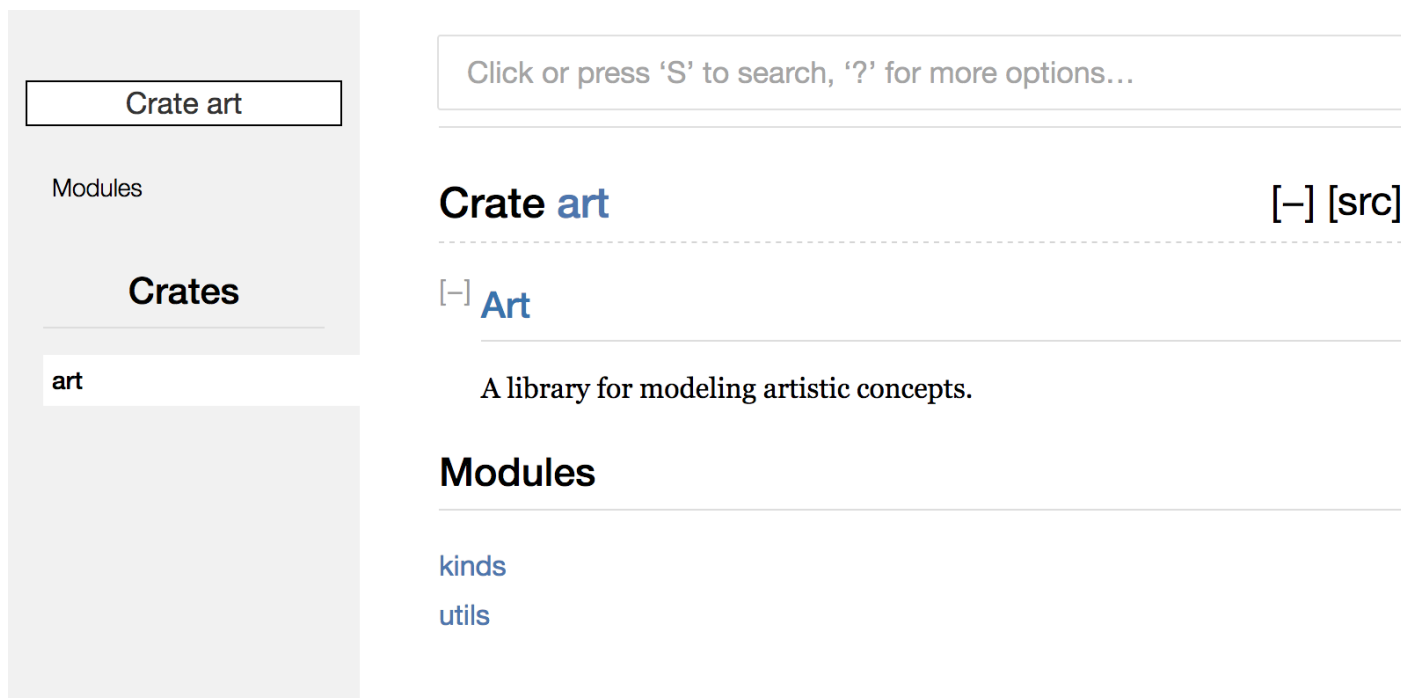 Crate art
Modules
Crates
art
Click or press ‘S’ to search, ‘?’ for more options…
Crate art [−] [src]
[−] Art
A library for modeling artistic concepts.
Modules
kinds
utils